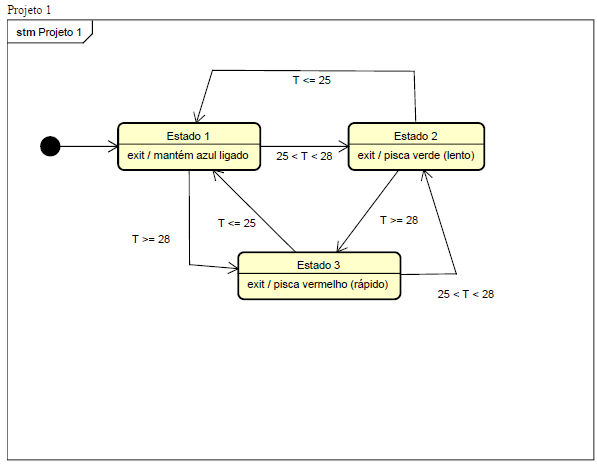 Projeto 1
stm Projeto 1
T <= 25
Estado 1
exit / mantém azul ligado
25 < T < 28
Estado 2
exit / pisca verde (lento)
T <= 25
T >= 28
T >= 28
Estado 3
exit / pisca vermelho (rápido)
25 < T < 28